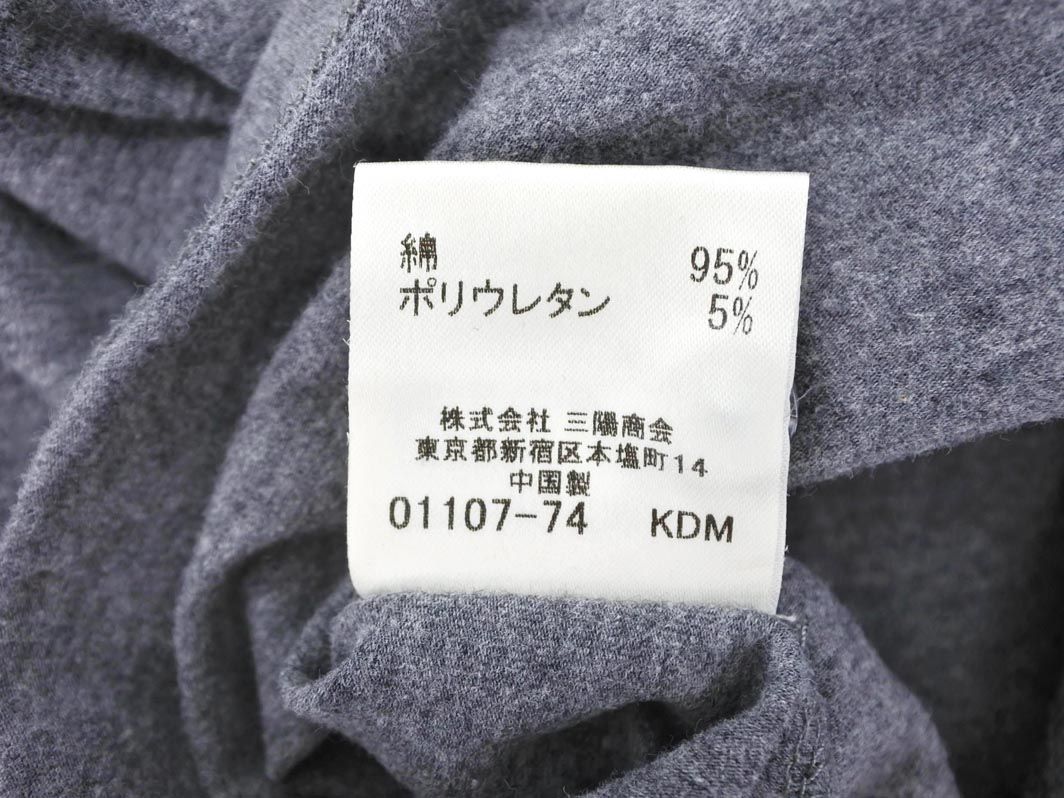 綿 95%
ポリウレタン 5%
株式会社 三陽商会
東京都新宿区本塩町14
中国製
01107-74 KDM